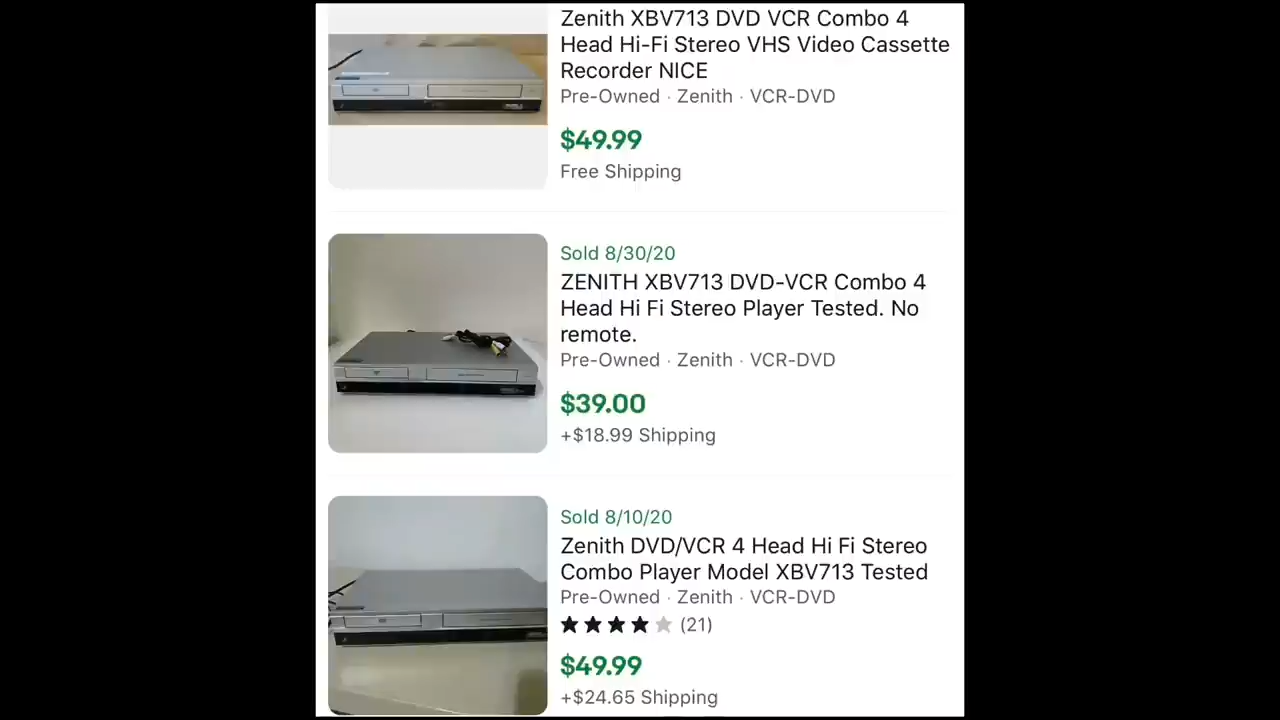 Zenith XBV713 DVD VCR Combo 4
Head Hi-Fi Stereo VHS Video Cassette
Recorder NICE
Pre-Owned · Zenith · VCR-DVD
$49.99
Free Shipping
Sold 8/30/20
ZENITH XBV713 DVD-VCR Combo 4
Head Hi Fi Stereo Player Tested. No
remote.
Pre-Owned · Zenith · VCR-DVD
$39.00
+$18.99 Shipping
Sold 8/10/20
Zenith DVD/VCR 4 Head Hi Fi Stereo
Combo Player Model XBV713 Tested
Pre-Owned · Zenith · VCR-DVD
(21)
$49.99
+$24.65 Shipping